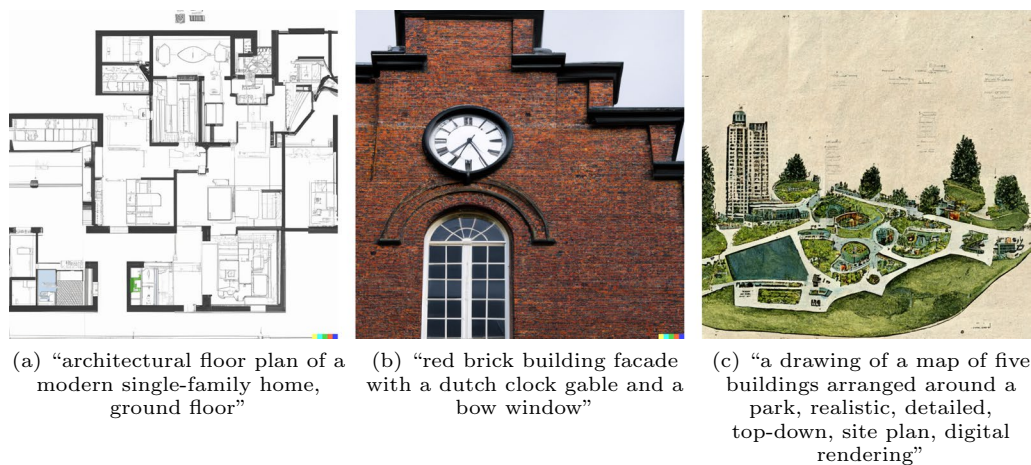 (a) “architectural floor plan of a
modern single-family home,
ground floor”
(b) “red brick building facade
with a dutch clock gable and a
bow window”
(c) “a drawing of a map of five
buildings arranged around a
park, realistic, detailed,
top-down, site plan, digital
rendering”